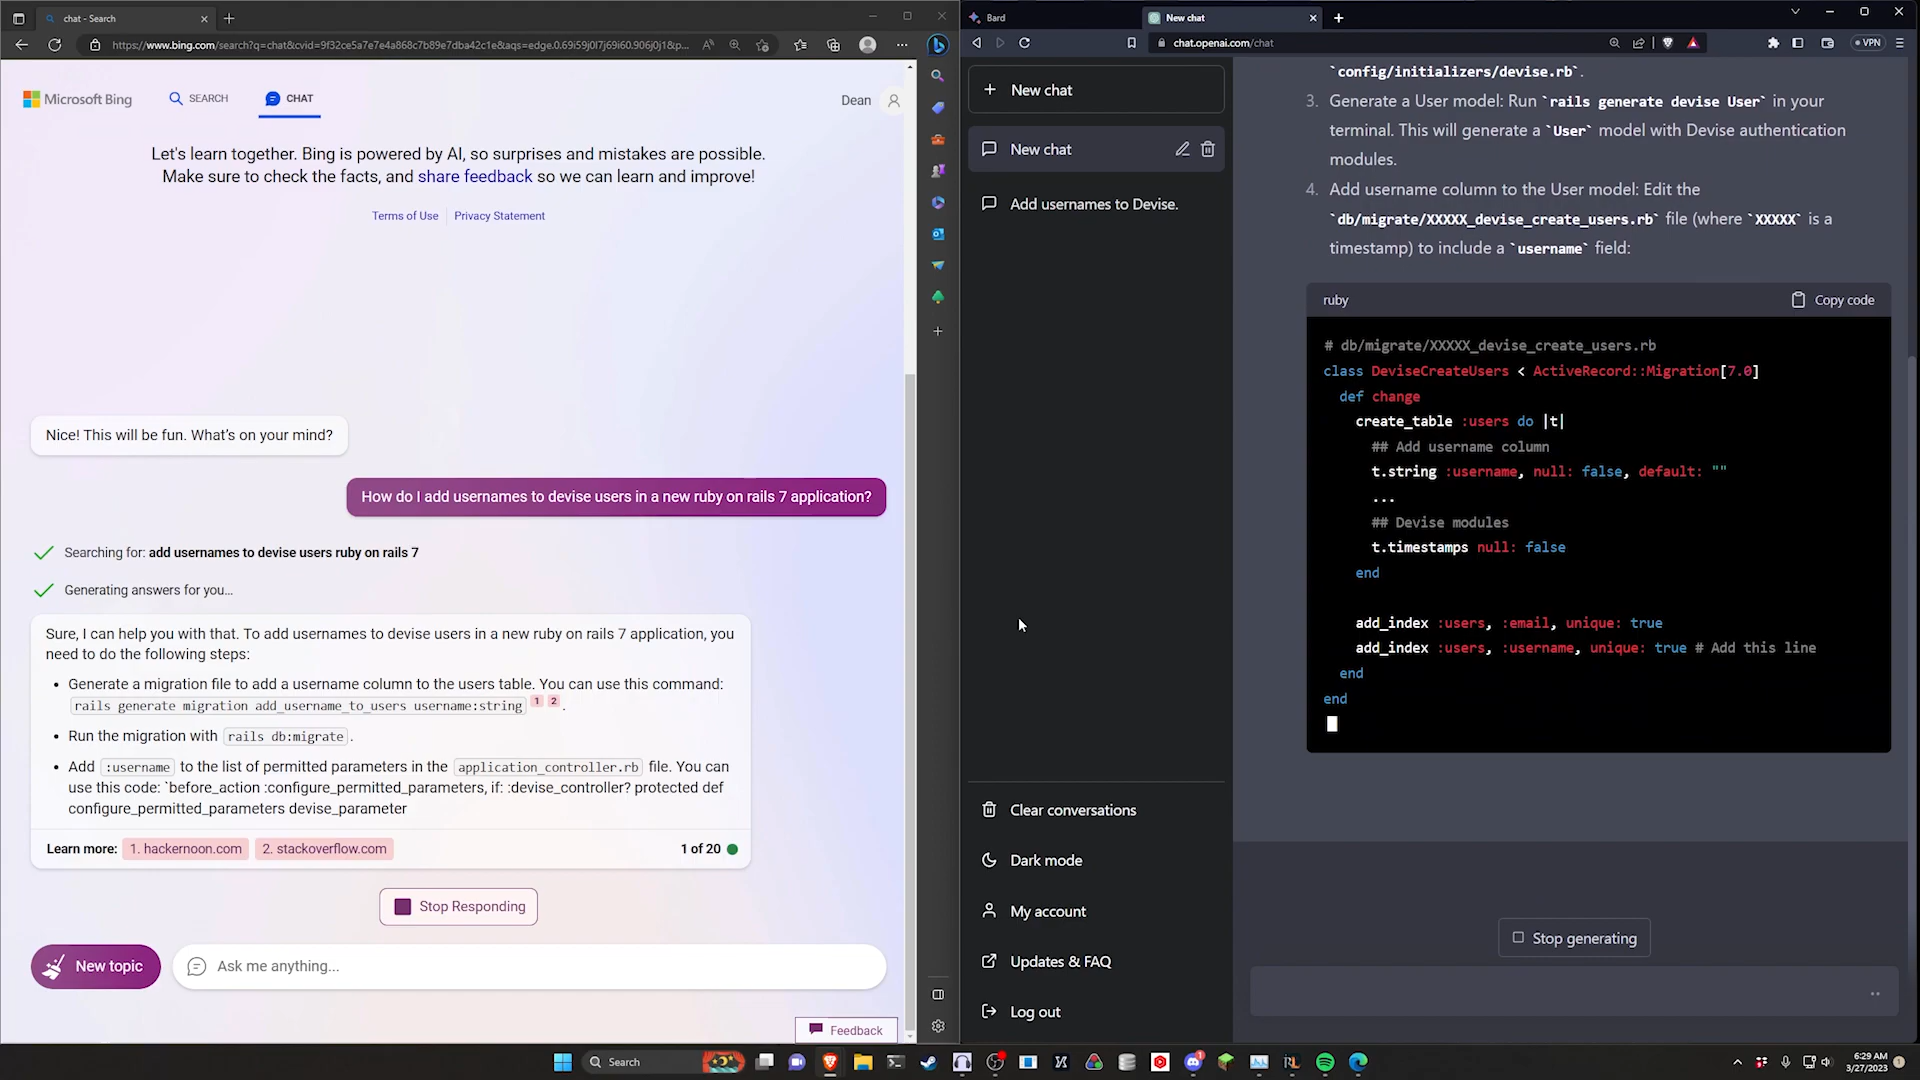 chat - Search
https://www.bing.com/search?q=chat&cvid=9f32ce5a7e7e4a868c7b89e7dba42c1e&aqs=edge.0.69i59j0l7j69i60.906j0j1&p...
Microsoft Bing
SEARCH
CHAT
Dean
Let's learn together. Bing is powered by AI, so surprises and mistakes are possible.
Make sure to check the facts, and share feedback so we can learn and improve!
Terms of Use
Privacy Statement
Nice! This will be fun. What's on your mind?
How do I add usernames to devise users in a new ruby on rails 7 application?
Searching for: add usernames to devise users ruby on rails 7
Generating answers for you...
Sure, I can help you with that. To add usernames to devise users in a new ruby on rails 7 application, you
need to do the following steps:
• Generate a migration file to add a username column to the users table. You can use this command:
rails generate migration add_username_to_users username:string 1 2 .
• Run the migration with rails db:migrate .
• Add :username to the list of permitted parameters in the application_controller.rb file. You can
use this code: `before_action :configure_permitted_parameters, if: :devise_controller? protected def
configure_permitted_parameters devise_parameter
Learn more: 1. hackernoon.com 2. stackoverflow.com 1 of 20
Stop Responding
New topic
Ask me anything...
Feedback
Bard
New chat
chat.openai.com/chat
VPN
New chat
New chat
Add usernames to Devise.
Clear conversations
Dark mode
My account
Updates & FAQ
Log out
`config/initializers/devise.rb`.
3. Generate a User model: Run `rails generate devise User` in your
terminal. This will generate a `User` model with Devise authentication
modules.
4. Add username column to the User model: Edit the
`db/migrate/XXXXX_devise_create_users.rb` file (where `XXXXX` is a
timestamp) to include a `username` field:
ruby
Copy code
# db/migrate/XXXXX_devise_create_users.rb
class DeviseCreateUsers < ActiveRecord::Migration[7.0]
def change
create_table :users do |t|
## Add username column
t.string :username, null: false, default: ""
...
## Devise modules
t.timestamps null: false
end
add_index :users, :email, unique: true
add_index :users, :username, unique: true # Add this line
end
end
Stop generating
Search
6:29 AM
3/27/2023